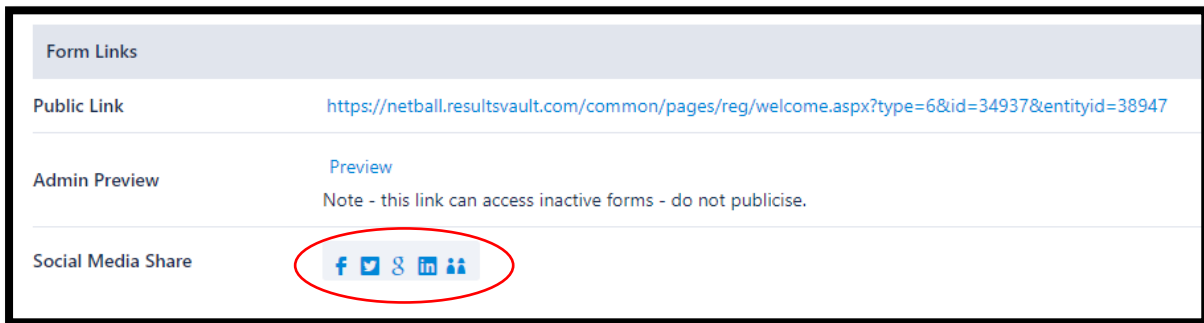 Form Links
Public Link https://netball.resultsvault.com/common/pages/reg/welcome.aspx?type=6&id=34937&entityid=38947
Admin Preview Preview
Note - this link can access inactive forms - do not publicise.
Social Media Share